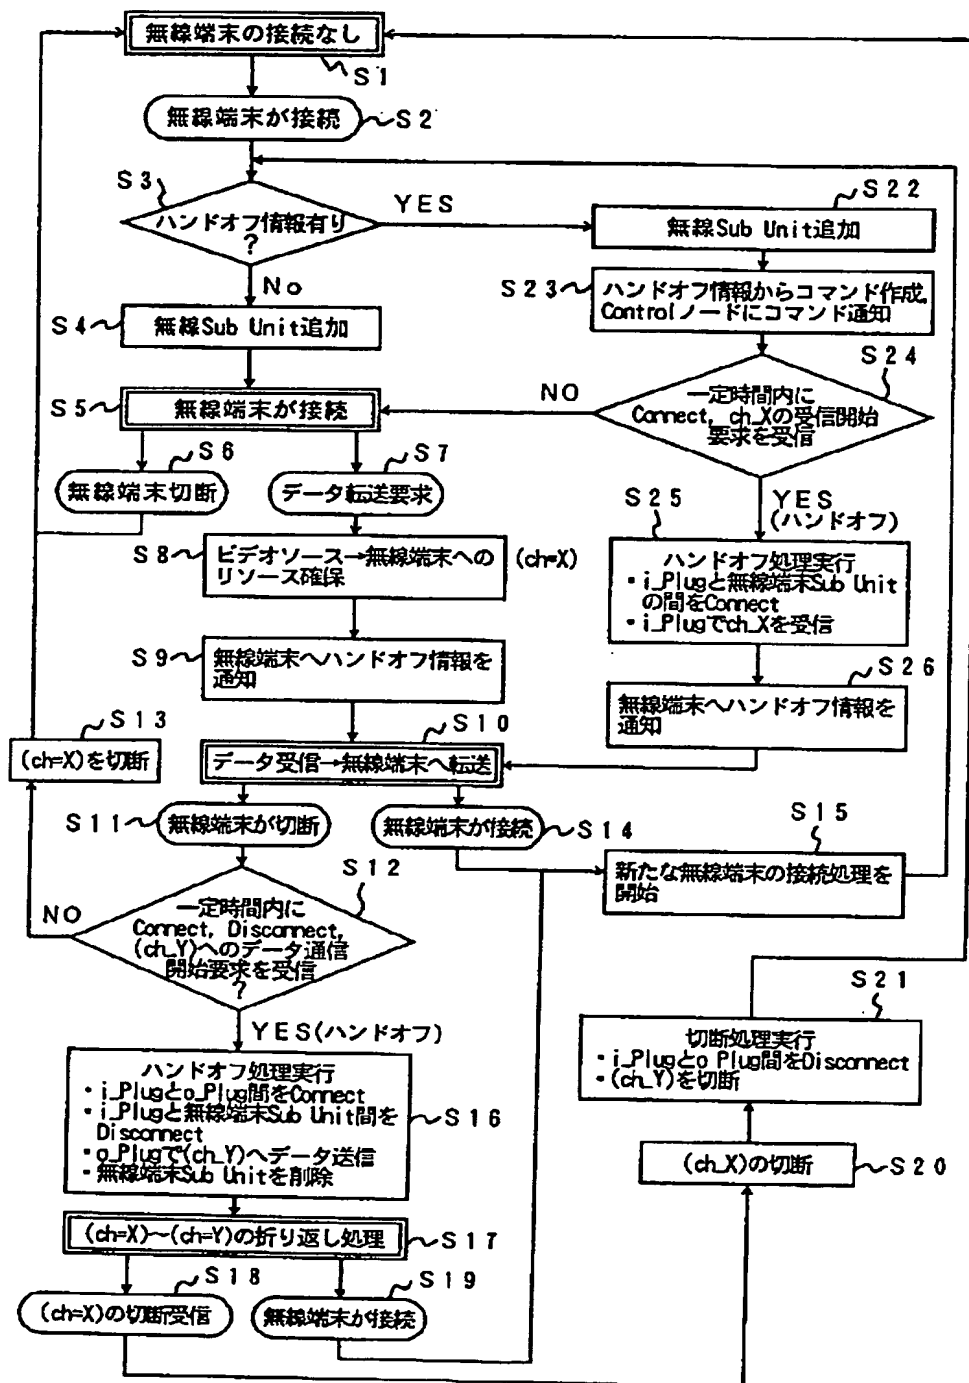 無線端末の接続なし
S1
無線端末が接続
S2
S3
ハンドオフ情報有り
?
YES
No
S4
無線Sub Unit追加
S5
無線端末が接続
S6
無線端末切断
S7
データ転送要求
S8
ビデオソース→無線端末への
リソース確保
(ch=X)
S9
無線端末へハンドオフ情報を
通知
S10
データ受信→無線端末へ転送
S11
無線端末が切断
S12
一定時間内に
Connect, Disconnect,
(ch_Y)へのデータ通信
開始要求を受信
?
NO
YES(ハンドオフ)
S13
(ch=X)を切断
S14
無線端末が接続
S15
新たな無線端末の接続処理を
開始
ハンドオフ処理実行
・i_Plugとo_Plug間をConnect
・i_Plugと無線端末Sub Unit間を
Disconnect
・o_Plugで(ch_Y)へデータ送信
・無線端末Sub Unitを削除
S16
(ch=X)〜(ch=Y)の折り返し処理
S17
S18
(ch=X)の切断受信
S19
無線端末が接続
S20
(ch_X)の切断
S21
切断処理実行
・i_Plugとo_Plug間をDisconnect
・(ch_Y)を切断
S22
無線Sub Unit追加
S23
ハンドオフ情報からコマンド作成.
Controlノードにコマンド通知
S24
一定時間内に
Connect, ch_Xの受信開始
要求を受信
NO
YES
(ハンドオフ)
S25
ハンドオフ処理実行
・i_Plugと無線端末Sub Unit
の間をConnect
・i_Plugでch_Xを受信
S26
無線端末へハンドオフ情報を
通知